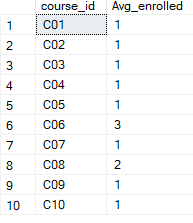 course_id Avg_enrolled
1 C01 1
2 C02 1
3 C03 1
4 C04 1
5 C05 1
6 C06 3
7 C07 1
8 C08 2
9 C09 1
10 C10 1